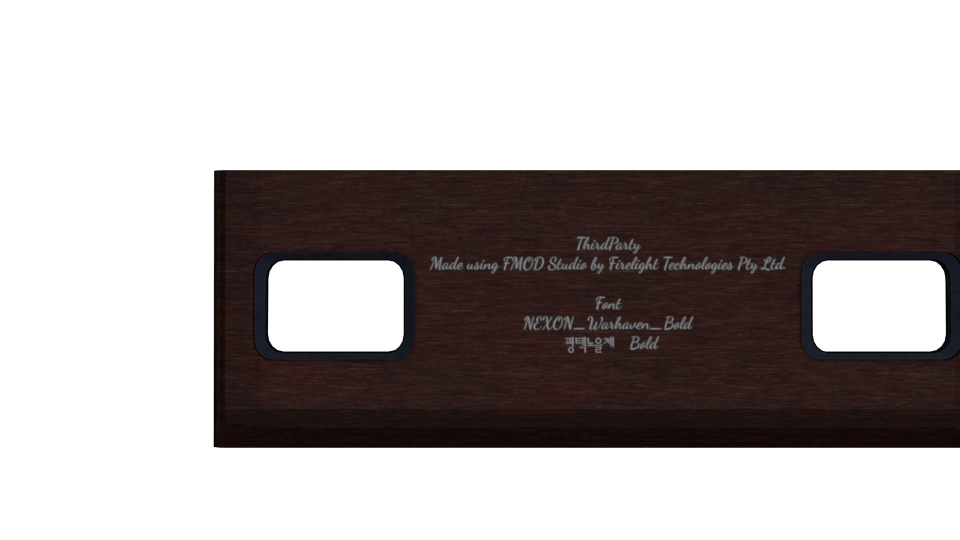 ThirdParty
Made using FMOD Studio by Firelight Technologies Pty Ltd.
Font
NEXON_Warhaven_Bold
평택노을체 Bold